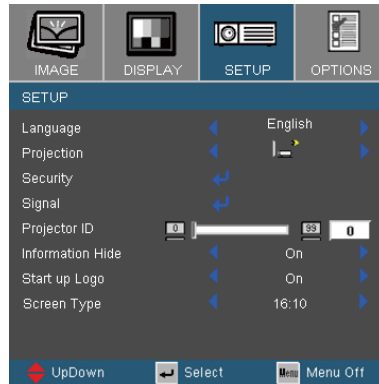 IMAGE DISPLAY SETUP OPTIONS
SETUP
Language English
Projection
Security
Signal
Projector ID 0 99 0
Information Hide On
Start up Logo On
Screen Type 16:10
UpDown Select Menu Menu Off